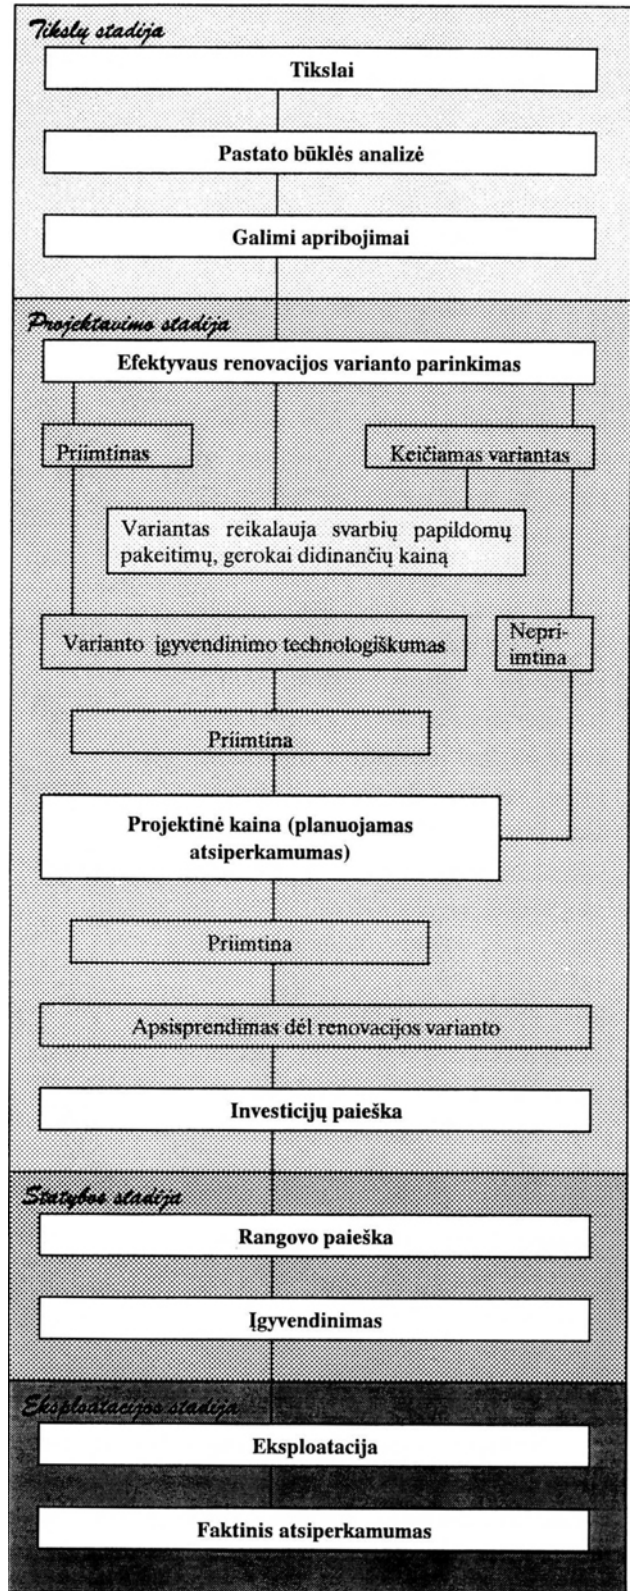 Tikslų stadija
Tikslai
Pastato būklės analizė
Galimi apribojimai
Projektavimo stadija
Efektyvaus renovacijos varianto parinkimas
Priimtinas
Keičiamas variantas
Variantas reikalauja svarbių papildomų
pakeitimų, gerokai didinančių kainą
Varianto įgyvendinimo technologiškumas
Nepri-
imtina
Priimtina
Projektinė kaina (planuojamas
atsiperkamumas)
Priimtina
Apsisprendimas dėl renovacijos varianto
Investicijų paieška
Statybos stadija
Rangovo paieška
Įgyvendinimas
Eksploatacijos stadija
Eksploatacija
Faktinis atsiperkamumas